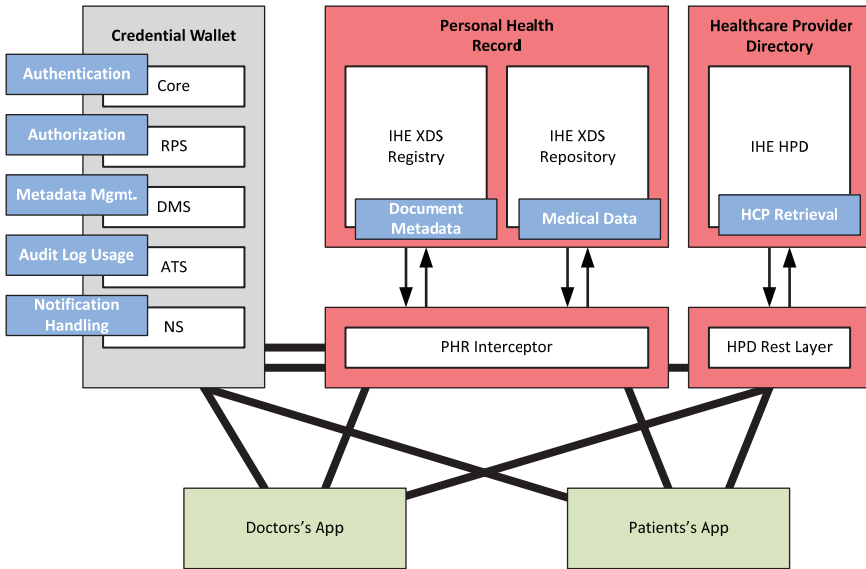 Credential Wallet
Authentication
Core
Authorization
RPS
Metadata Mgmt.
DMS
Audit Log Usage
ATS
Notification
Handling
NS
Personal Health
Record
IHE XDS
Registry
Document
Metadata
IHE XDS
Repository
Medical Data
Healthcare Provider
Directory
IHE HPD
HCP Retrieval
PHR Interceptor
HPD Rest Layer
Doctors's App
Patients's App